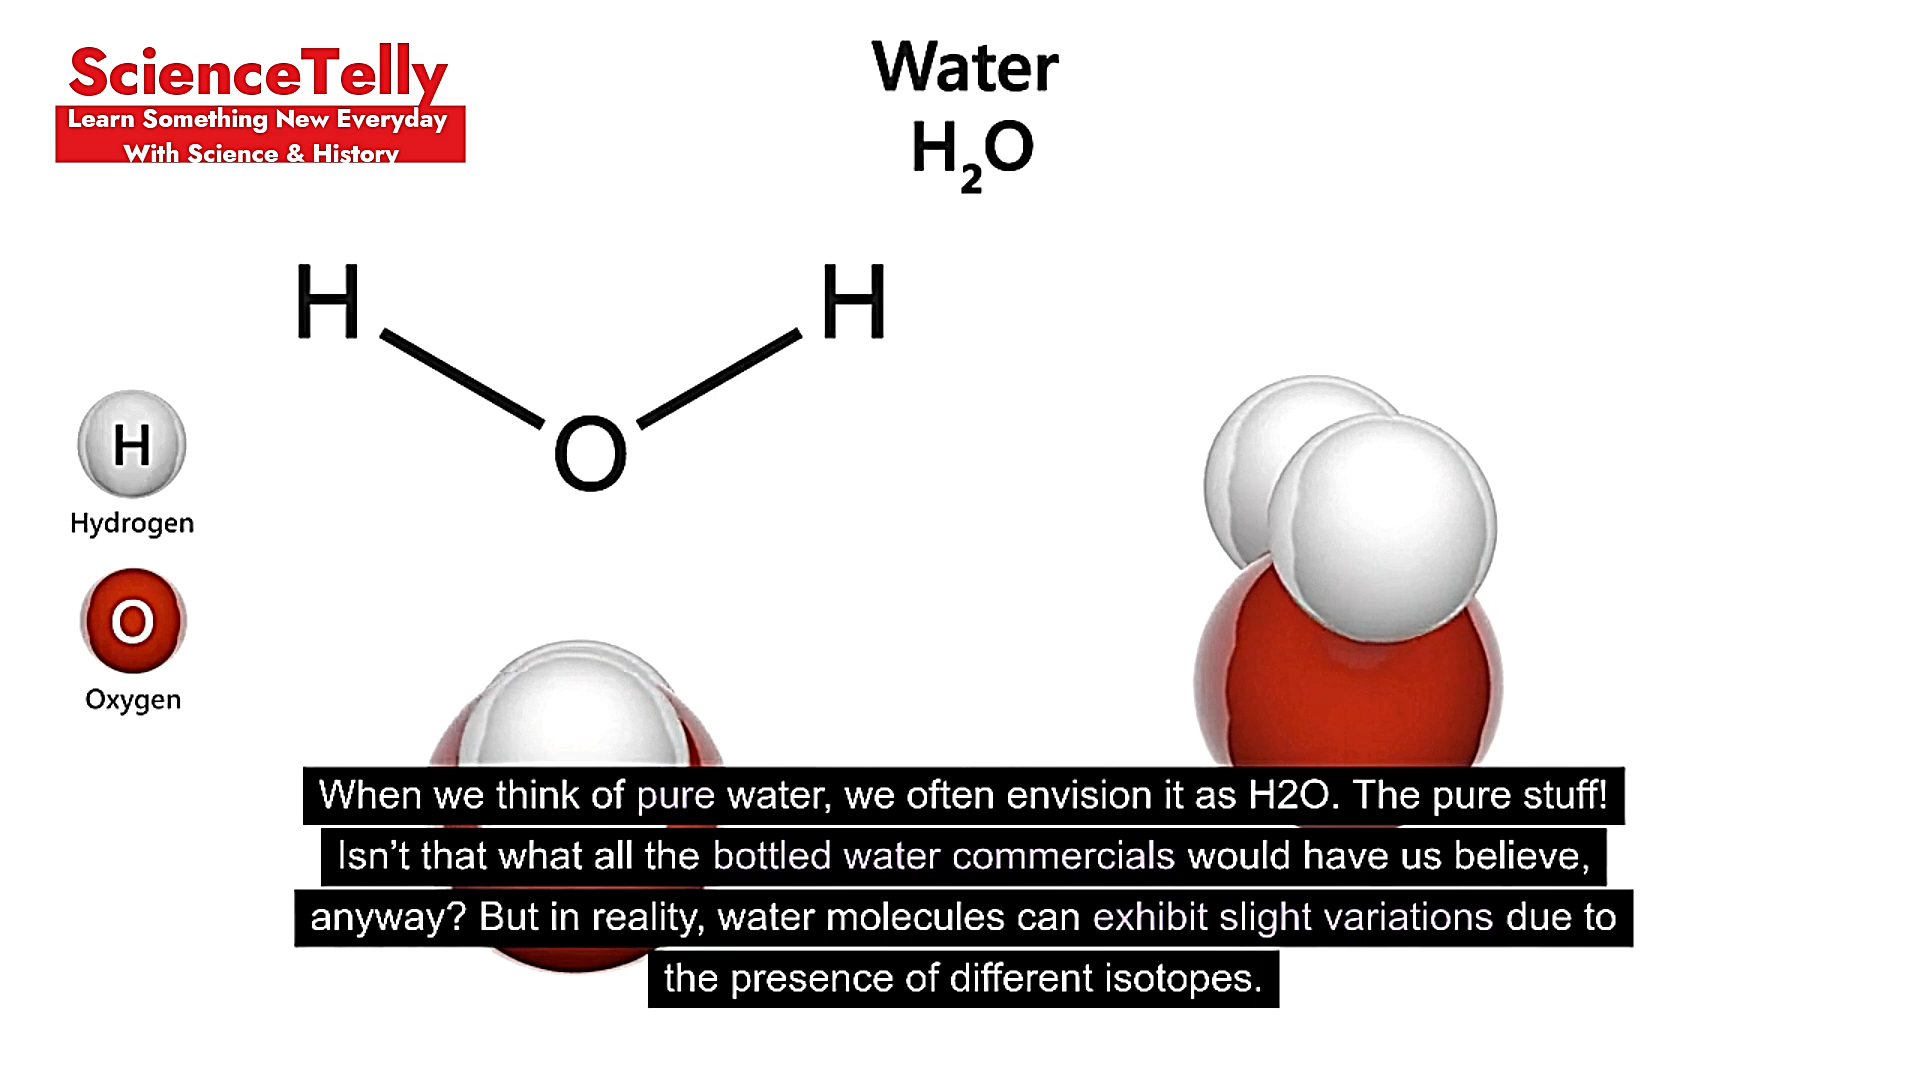 ScienceTelly
Learn Something New Everyday
With Science & History
Water
H₂O
H
H
O
H
Hydrogen
O
Oxygen
When we think of pure water, we often envision it as H2O. The pure stuff!
Isn’t that what all the bottled water commercials would have us believe,
anyway? But in reality, water molecules can exhibit slight variations due to
the presence of different isotopes.